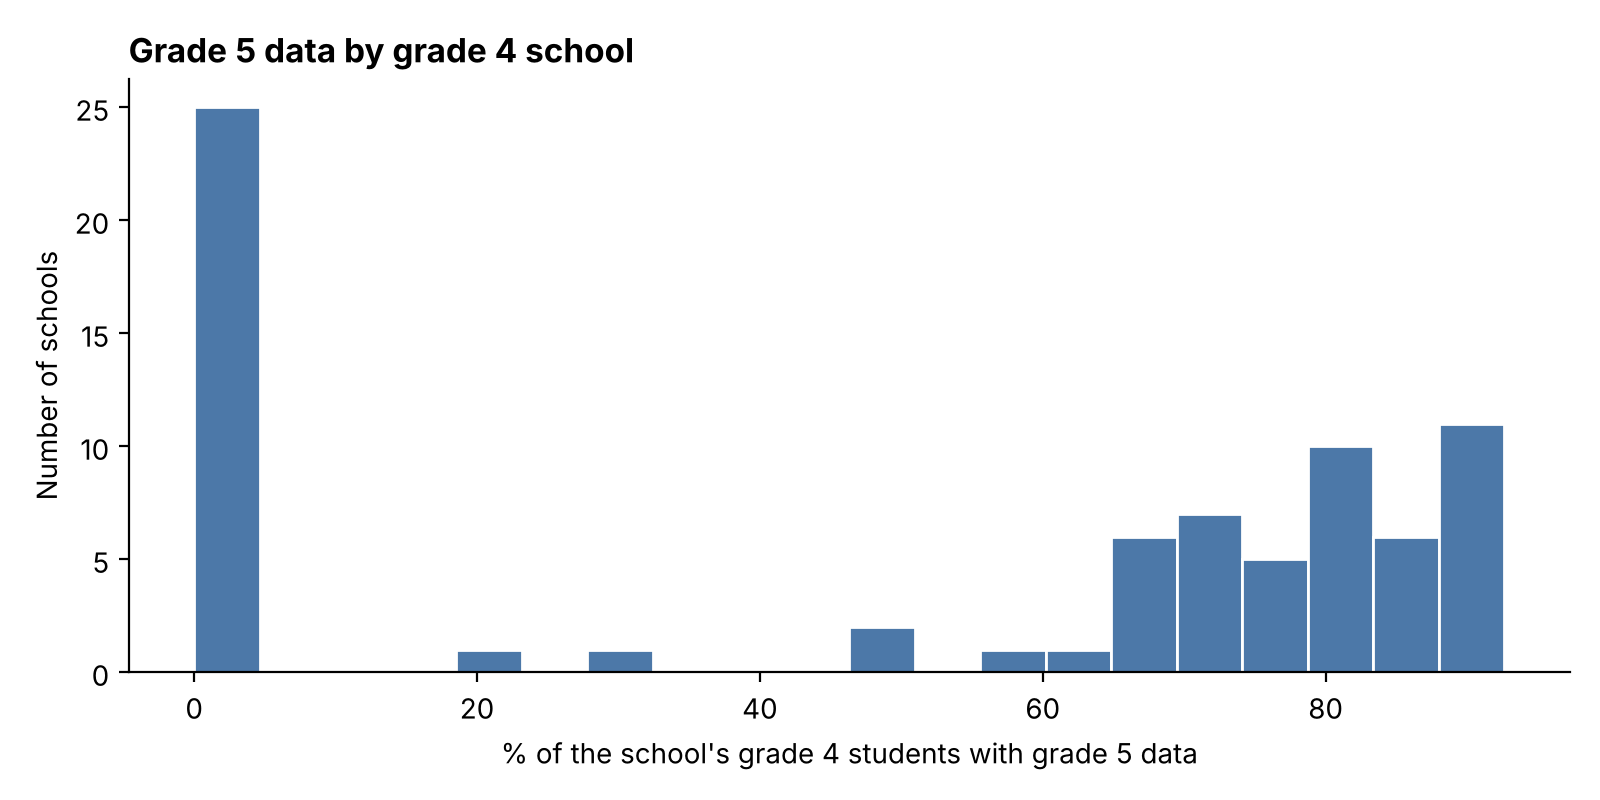 Grade 5 data by grade 4 school
Number of schools
25
20
15
10
5
0
0 20 40 60 80
% of the school's grade 4 students with grade 5 data